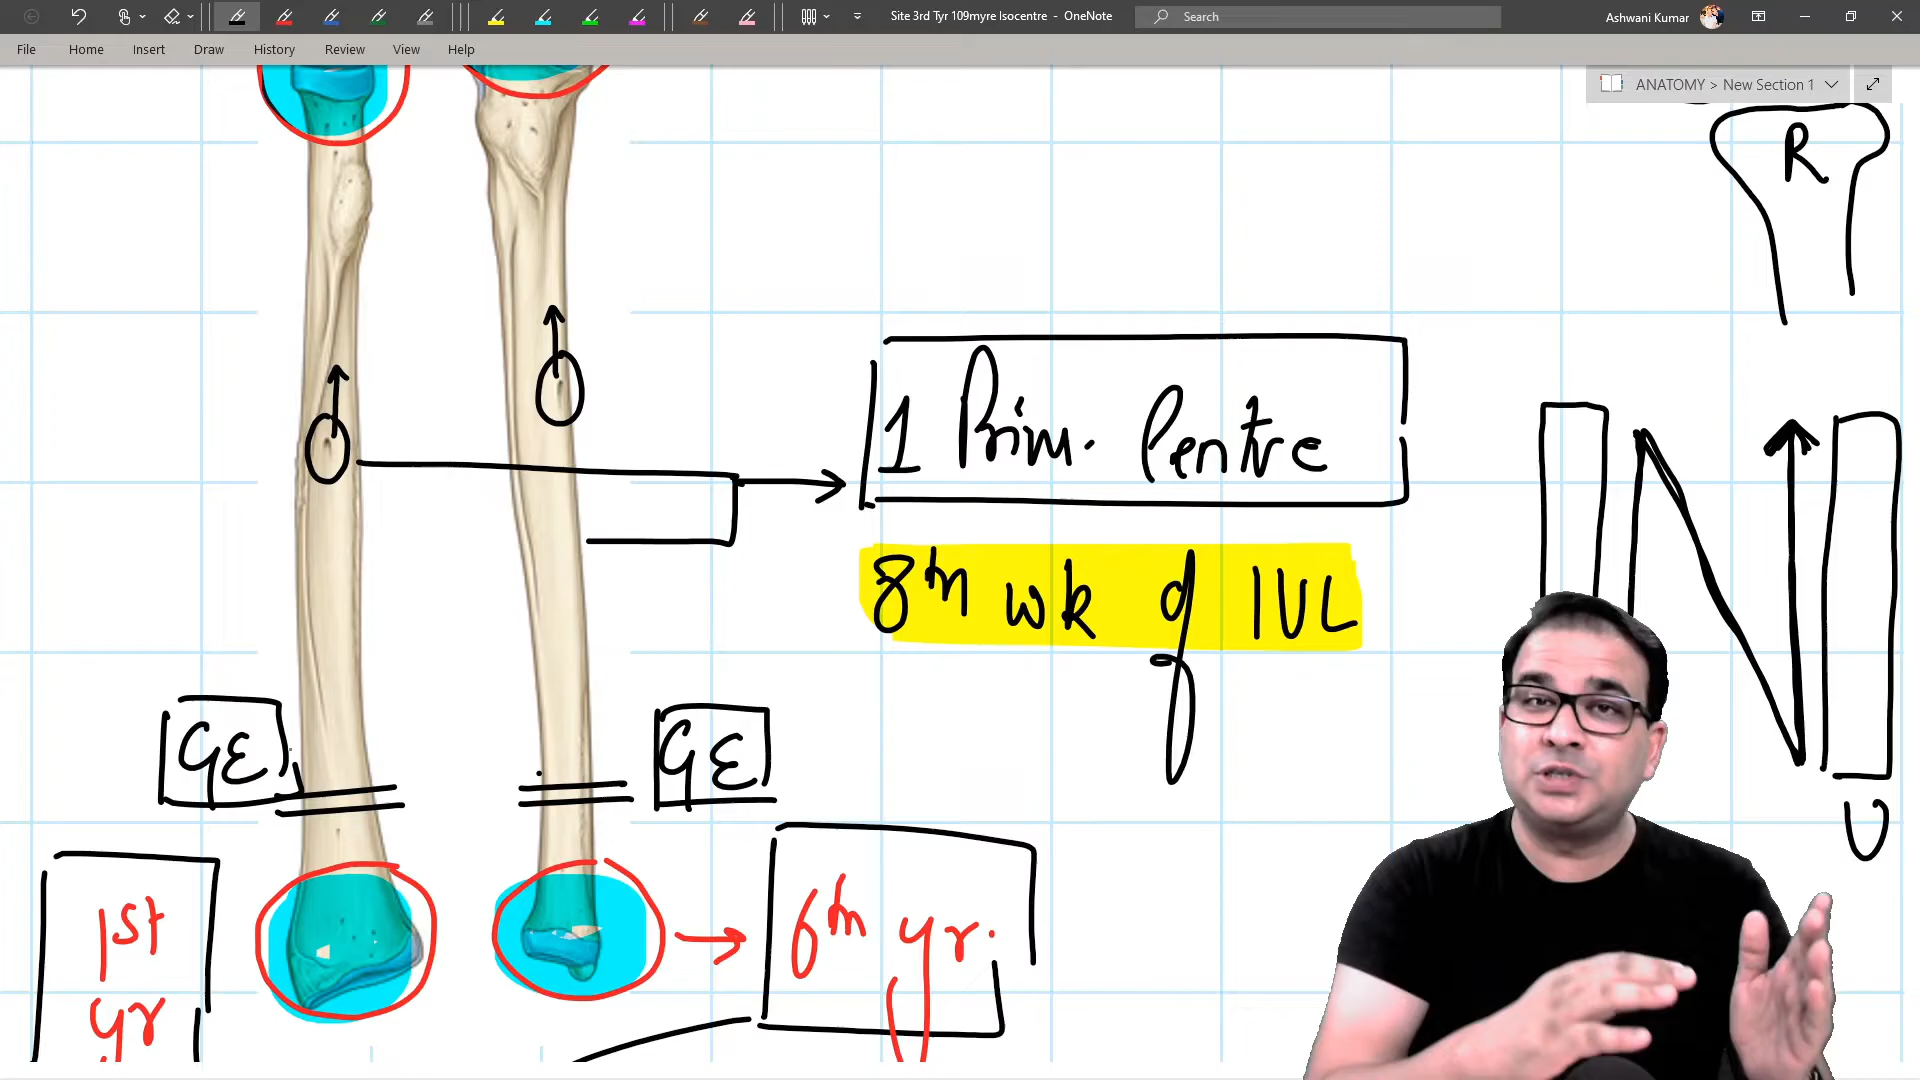 Site 3rd Tyr 109myre Isocentre - OneNote
Search
Ashwani Kumar
File Home Insert Draw History Review View Help
ANATOMY > New Section 1
R
1 Prim. Centre
8th wk of IUL
GE
GE
U
1st
yr
6th yr.